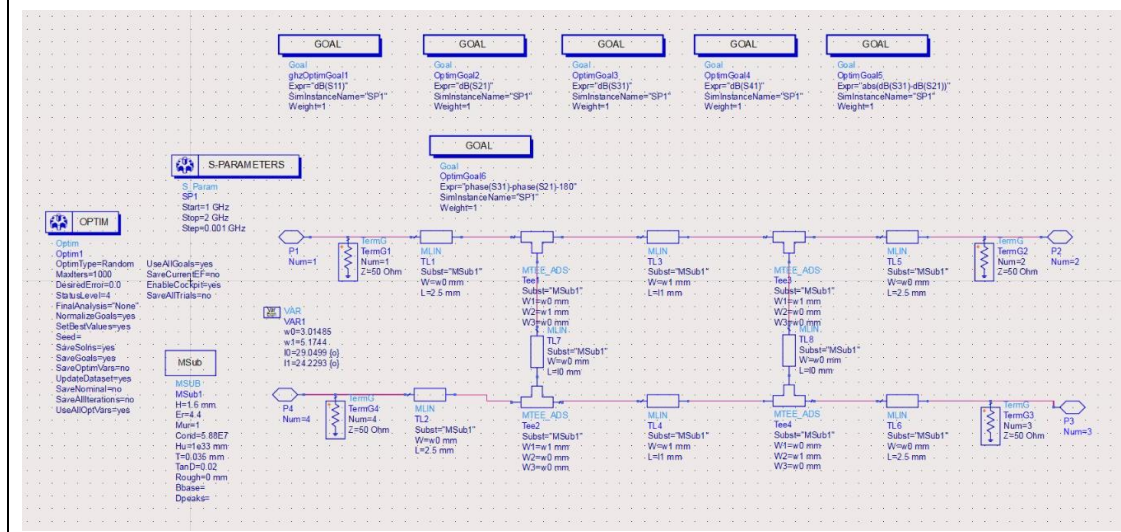 GOAL
Goal
ghzOptimGoal1
Expr="dB(S11)"
SimInstanceName="SP1"
Weight=1
GOAL
Goal
OptimGoal2
Expr="dB(S21)"
SimInstanceName="SP1"
Weight=1
GOAL
Goal
OptimGoal3
Expr="dB(S31)"
SimInstanceName="SP1"
Weight=1
GOAL
Goal
OptimGoal4
Expr="dB(S41)"
SimInstanceName="SP1"
Weight=1
GOAL
Goal
OptimGoal5
Expr="abs(dB(S31)-dB(S21))"
SimInstanceName="SP1"
Weight=1
GOAL
Goal
OptimGoal6
Expr="phase(S31)-phase(S21)-180"
SimInstanceName="SP1"
Weight=1
S-PARAMETERS
S_Param
SP1
Start=1 GHz
Stop=2 GHz
Step=0.001 GHz
OPTIM
Optim
Optim1
OptimType=Random
MaxIters=1000
DesiredError=0.0
StatusLevel=4
FinalAnalysis="None"
NormalizeGoals=yes
SetBestValues=yes
Seed=
SaveSolns=yes
SaveGoals=yes
SaveOptimVars=no
UpdateDataset=yes
SaveNominal=no
SaveAllIterations=no
UseAllOptVars=yes
UseAllGoals=yes
SaveCurrentEF=no
EnableCockpit=yes
SaveAllTrials=no
P1
Num=1
TermG
TermG1
Num=1
Z=50 Ohm
MLIN
TL1
Subst="MSub1"
W=w0 mm
L=2.5 mm
MTEE_ADS
Tee1
Subst="MSub1"
W1=w0 mm
W2=w1 mm
W3=w0 mm
MLIN
TL3
Subst="MSub1"
W=w1 mm
L=l1 mm
MTEE_ADS
Tee3
Subst="MSub1"
W1=w1 mm
W2=w0 mm
W3=w0 mm
MLIN
TL5
Subst="MSub1"
W=w0 mm
L=2.5 mm
TermG
TermG2
Num=2
Z=50 Ohm
P2
Num=2
VAR
VAR1
w0=3.01485
w1=5.1744
l0=29.0499 {o}
l1=24.2293 {o}
MLIN
TL7
Subst="MSub1"
W=w0 mm
L=l0 mm
MLIN
TL8
Subst="MSub1"
W=w0 mm
L=l0 mm
MSub
MSUB
MSub1
H=1.6 mm
Er=4.4
Mur=1
Cond=5.88E7
Hu=1e33 mm
T=0.036 mm
TanD=0.02
Rough=0 mm
Bbase=
Dpeaks=
P4
Num=4
TermG
TermG4
Num=4
Z=50 Ohm
MLIN
TL2
Subst="MSub1"
W=w0 mm
L=2.5 mm
MTEE_ADS
Tee2
Subst="MSub1"
W1=w0 mm
W2=w1 mm
W3=w0 mm
MLIN
TL4
Subst="MSub1"
W=w1 mm
L=l1 mm
MTEE_ADS
Tee4
Subst="MSub1"
W1=w0 mm
W2=w1 mm
W3=w0 mm
MLIN
TL6
Subst="MSub1"
W=w0 mm
L=2.5 mm
TermG
TermG3
Num=3
Z=50 Ohm
P3
Num=3